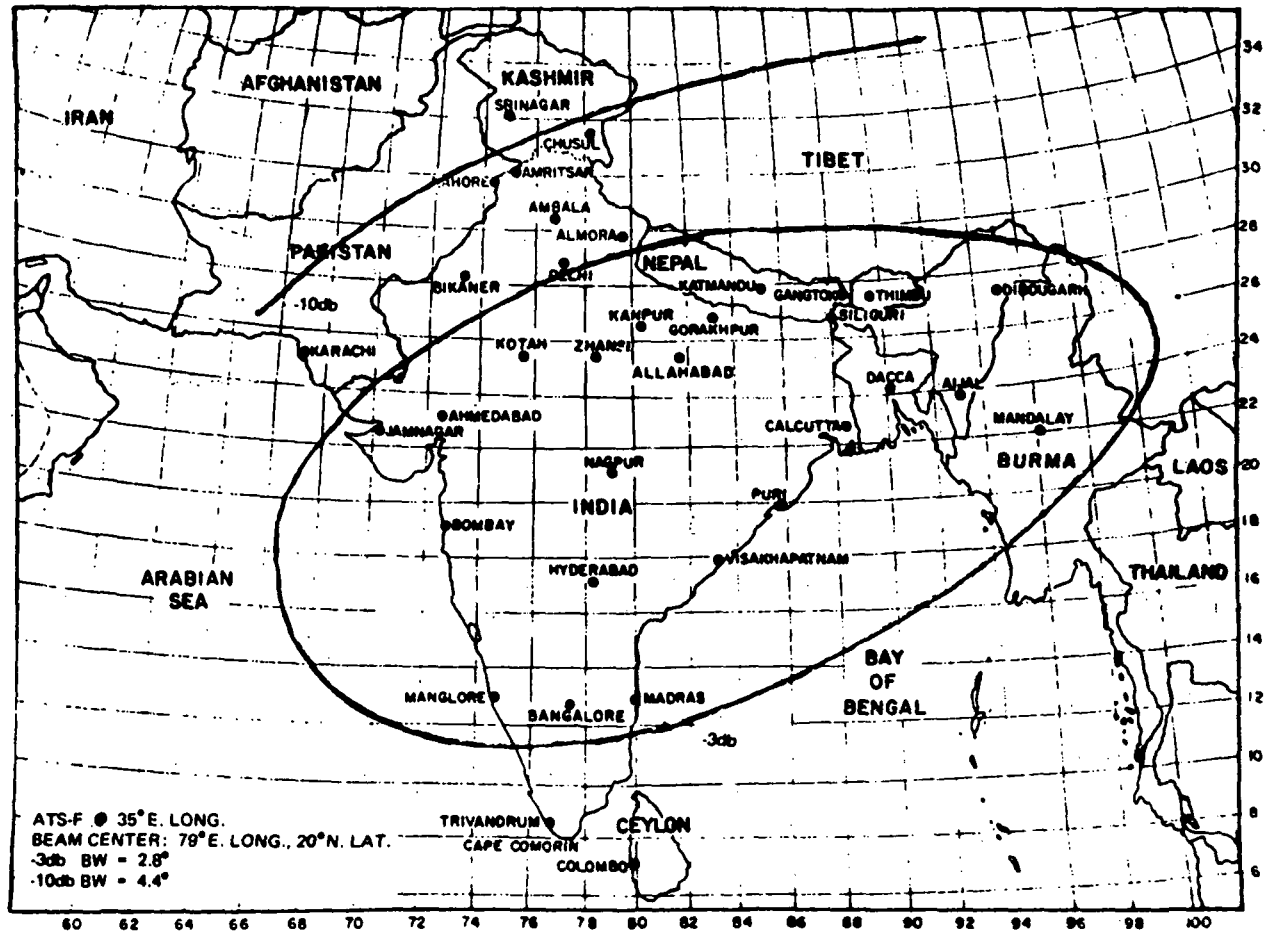 AFGHANISTAN
KASHMIR
SRINAGAR
IRAN
CHUSUL
TIBET
AMRITSAR
AHORE
AMBALA
ALMORA
PAKISTAN
DELHI
NEPAL
BIKANER
KATMANDU
GANGTOK
THIMBU
DIBOUGARH
-10db
KANPUR
GORAKHPUR
SILIGURI
KARACHI
KOTAH
ALLAHABAD
DACCA
AIJAL
AHMEDABAD
JAMNAGAR
CALCUTTA
MANDALAY
NAGPUR
BURMA
LAOS
INDIA
PURI
BOMBAY
VISAKHAPATNAM
HYDERABAD
ARABIAN
SEA
THAILAND
BAY
OF
BENGAL
MANGLORE
BANGALORE
MADRAS
-3db
ATS-F @ 35° E. LONG.
BEAM CENTER: 79° E. LONG., 20° N. LAT.
-3db BW = 2.8°
-10db BW = 4.4°
TRIVANDRUM
CAPE COMORIN
CEYLON
COLOMBO
34
32
30
28
26
24
22
20
18
16
14
12
10
8
6
60 62 64 66 68 70 72 74 76 78 80 82 84 86 88 90 92 94 96 98 100